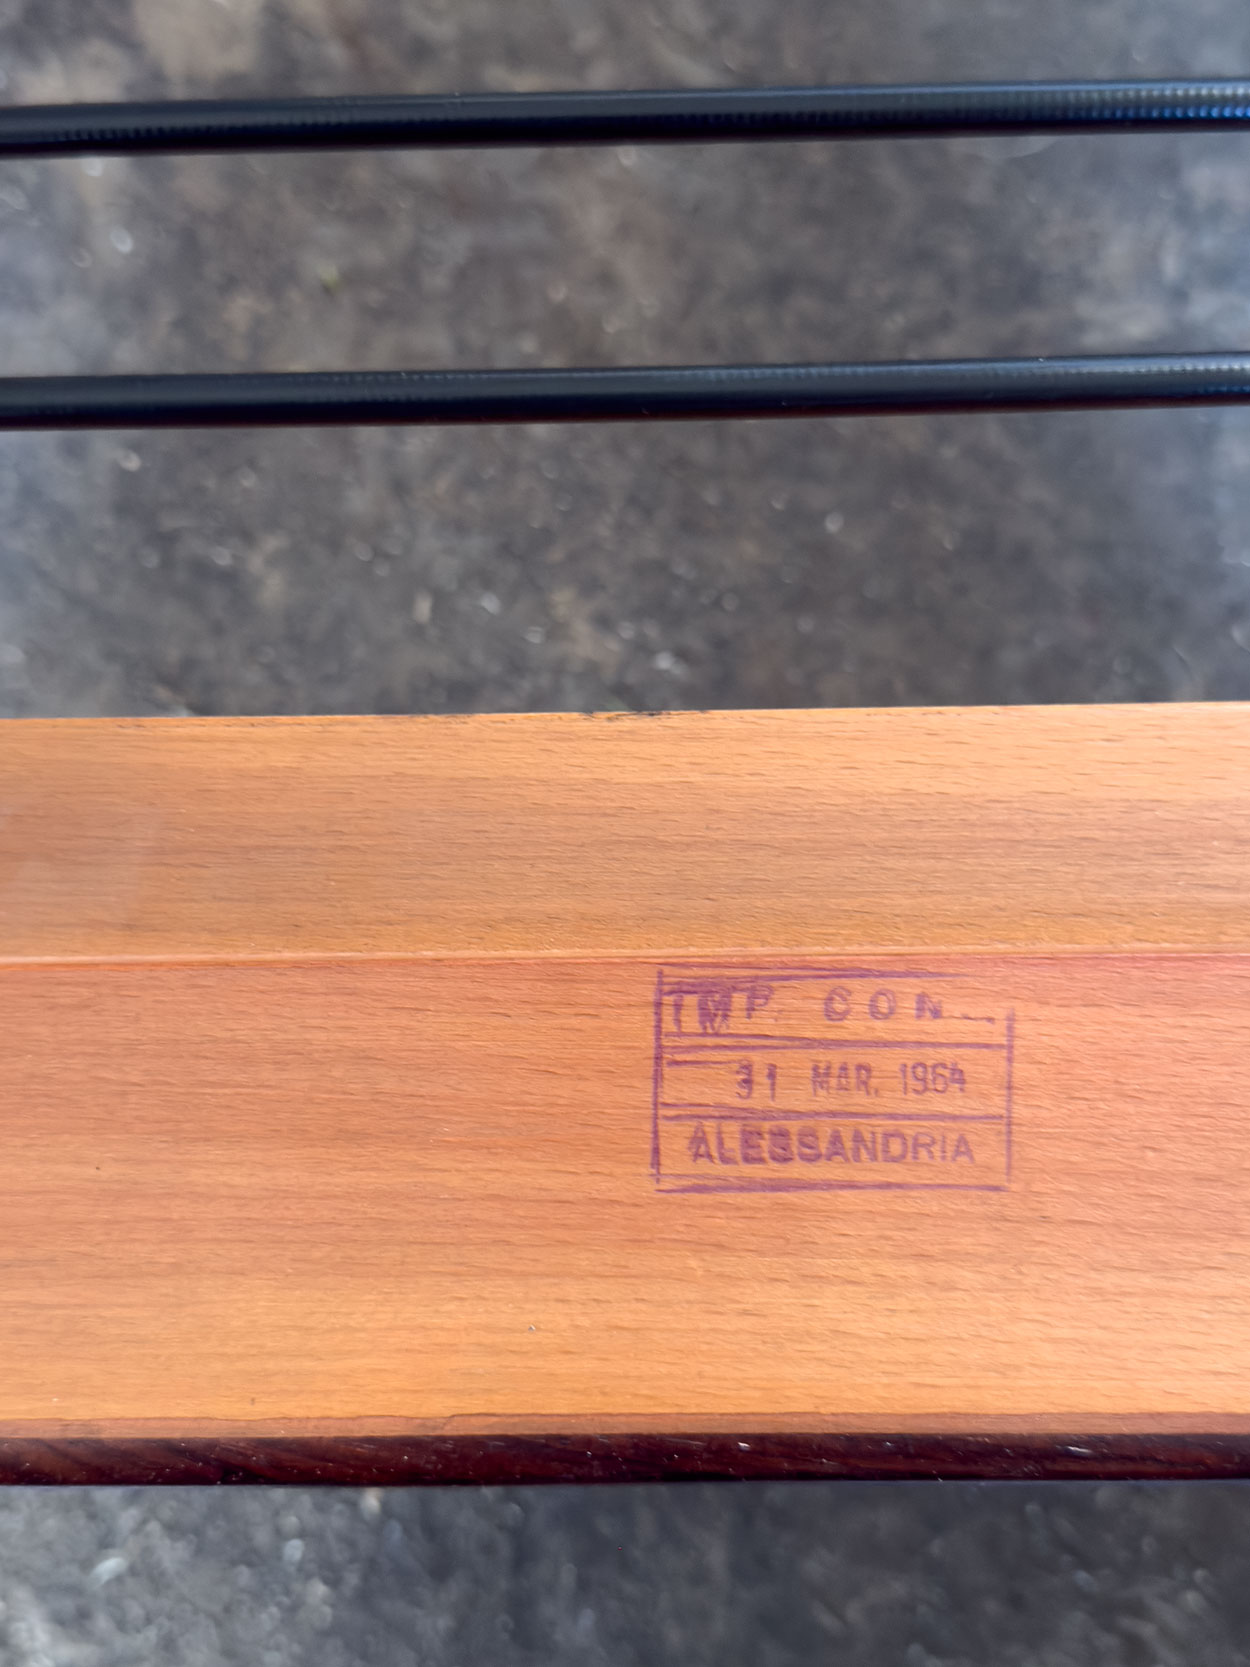 IMP. CON.
31 MAR. 1964
ALESSANDRIA